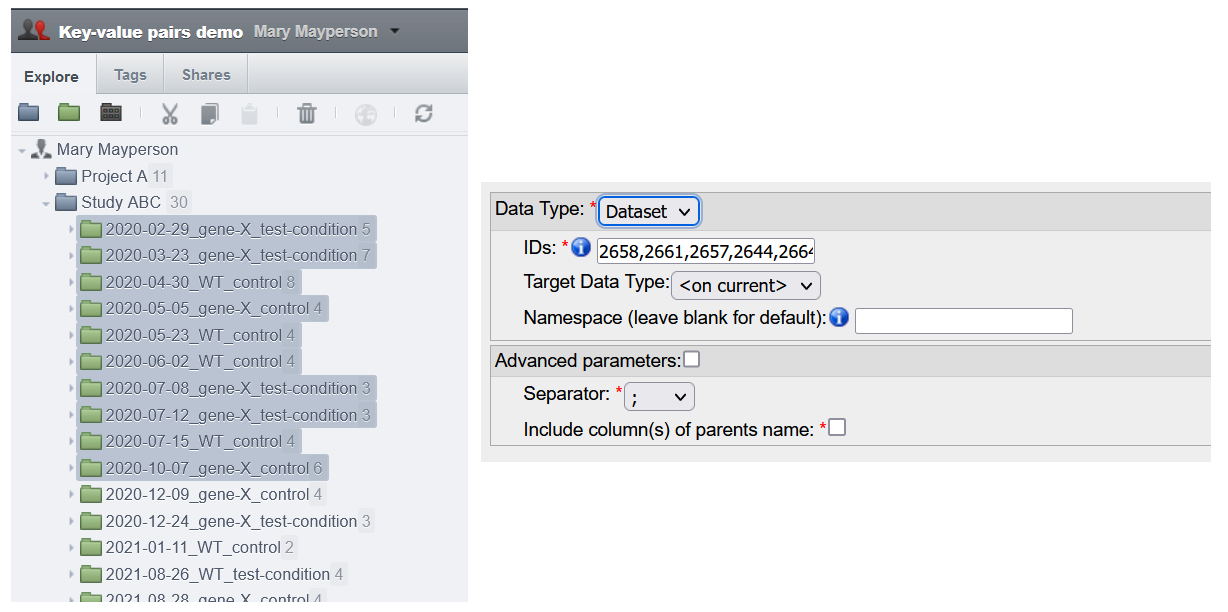 Key-value pairs demo Mary Mayperson
Explore Tags Shares
Mary Mayperson
Project A 11
Study ABC 30
2020-02-29_gene-X_test-condition 5
2020-03-23_gene-X_test-condition 7
2020-04-30_WT_control 8
2020-05-05_gene-X_control 4
2020-05-23_WT_control 4
2020-06-02_WT_control 4
2020-07-08_gene-X_test-condition 3
2020-07-12_gene-X_test-condition 3
2020-07-15_WT_control 4
2020-10-07_gene-X_control 6
2020-12-09_gene-X_control 4
2020-12-24_gene-X_test-condition 3
2021-01-11_WT_control 2
2021-08-26_WT_test-condition 4
2021-08-28_gene-X_control 4
Data Type: * Dataset
IDs: * 2658,2661,2657,2644,2664
Target Data Type: <on current>
Namespace (leave blank for default):
Advanced parameters:
Separator: * ;
Include column(s) of parents name: *